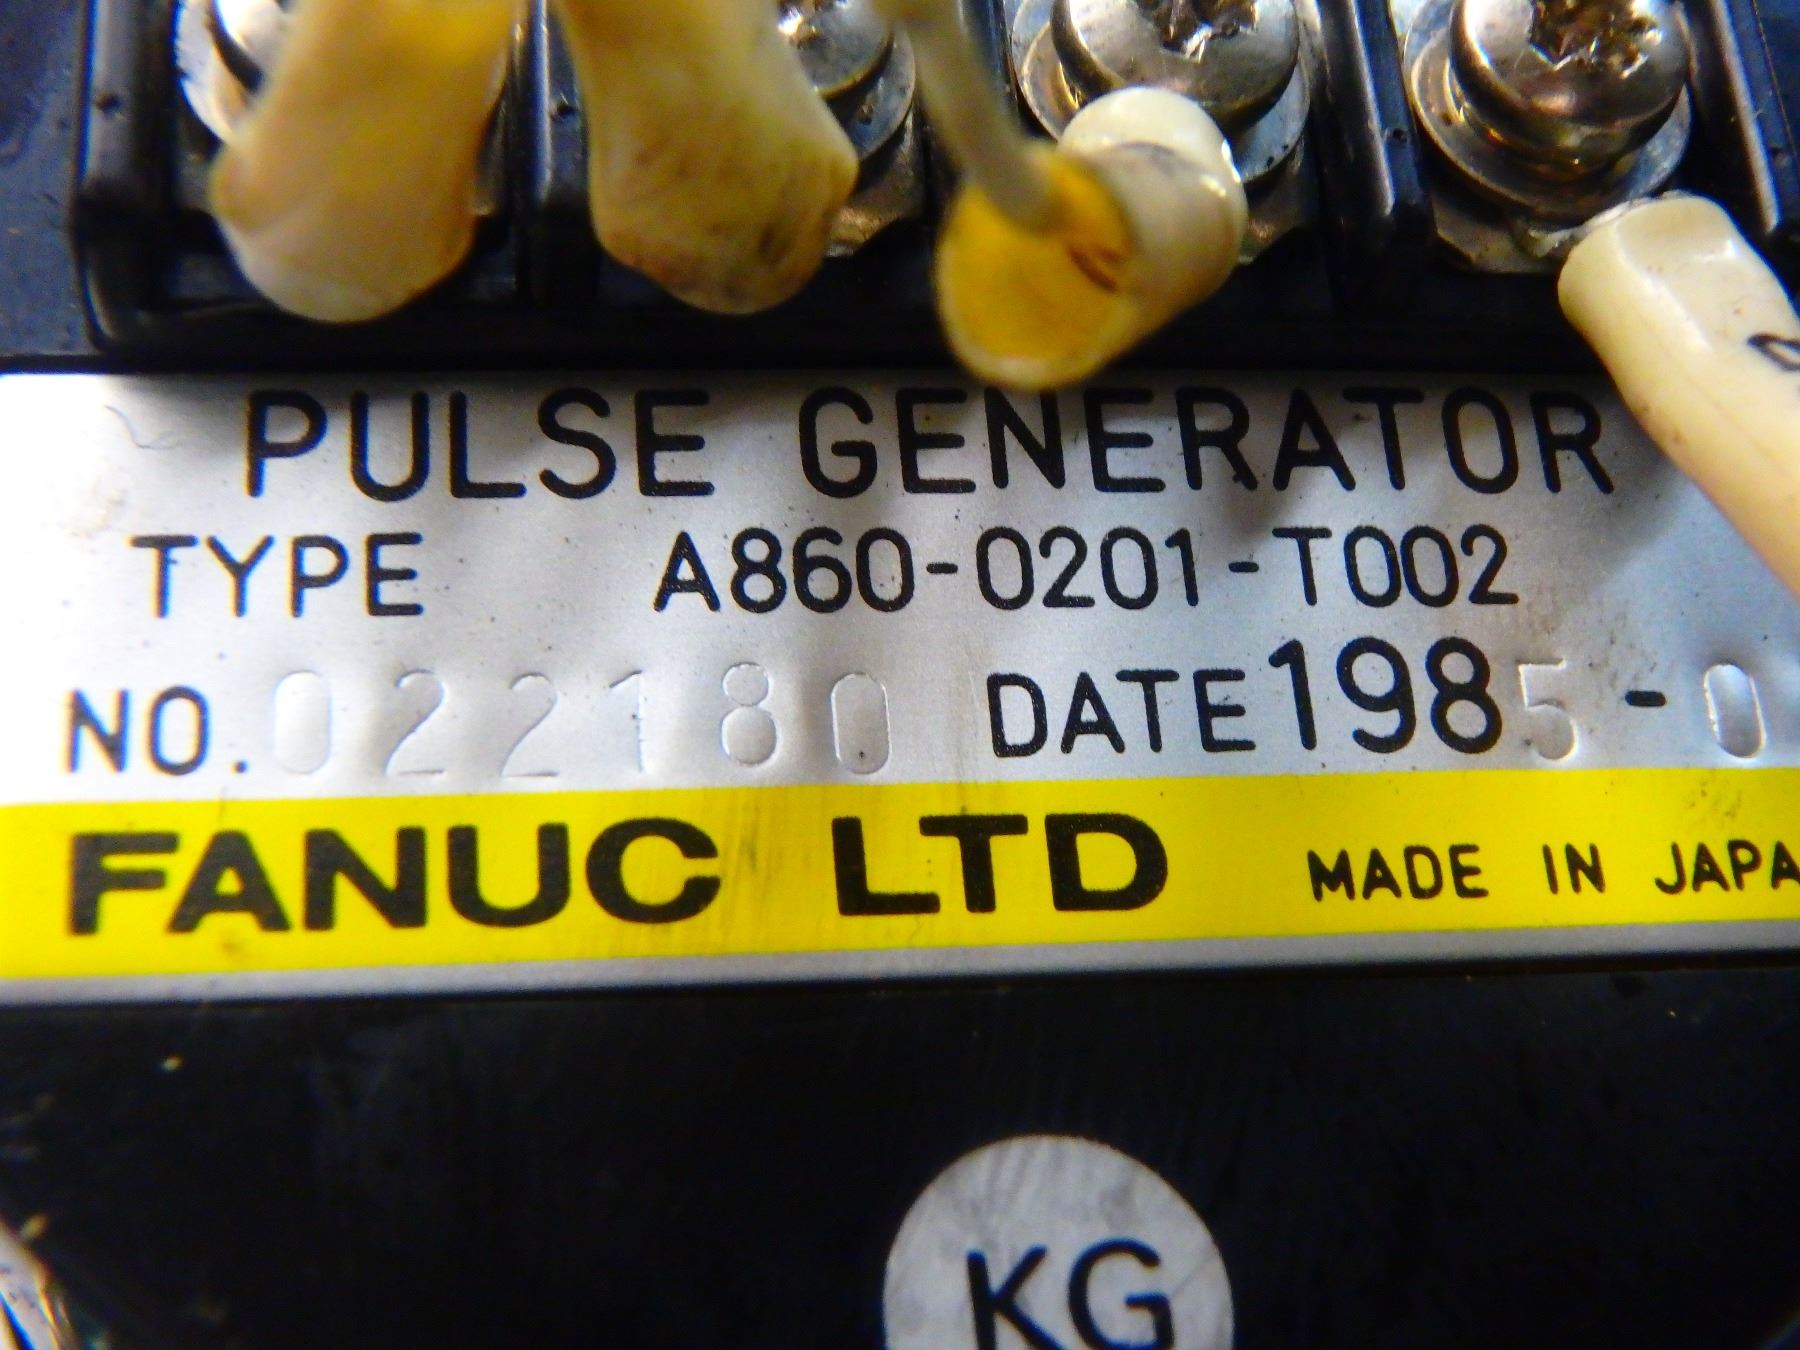 PULSE GENERATOR
TYPE A860-0201-T002
NO. 022180 DATE 1985-0
FANUC LTD MADE IN JAPA
KG